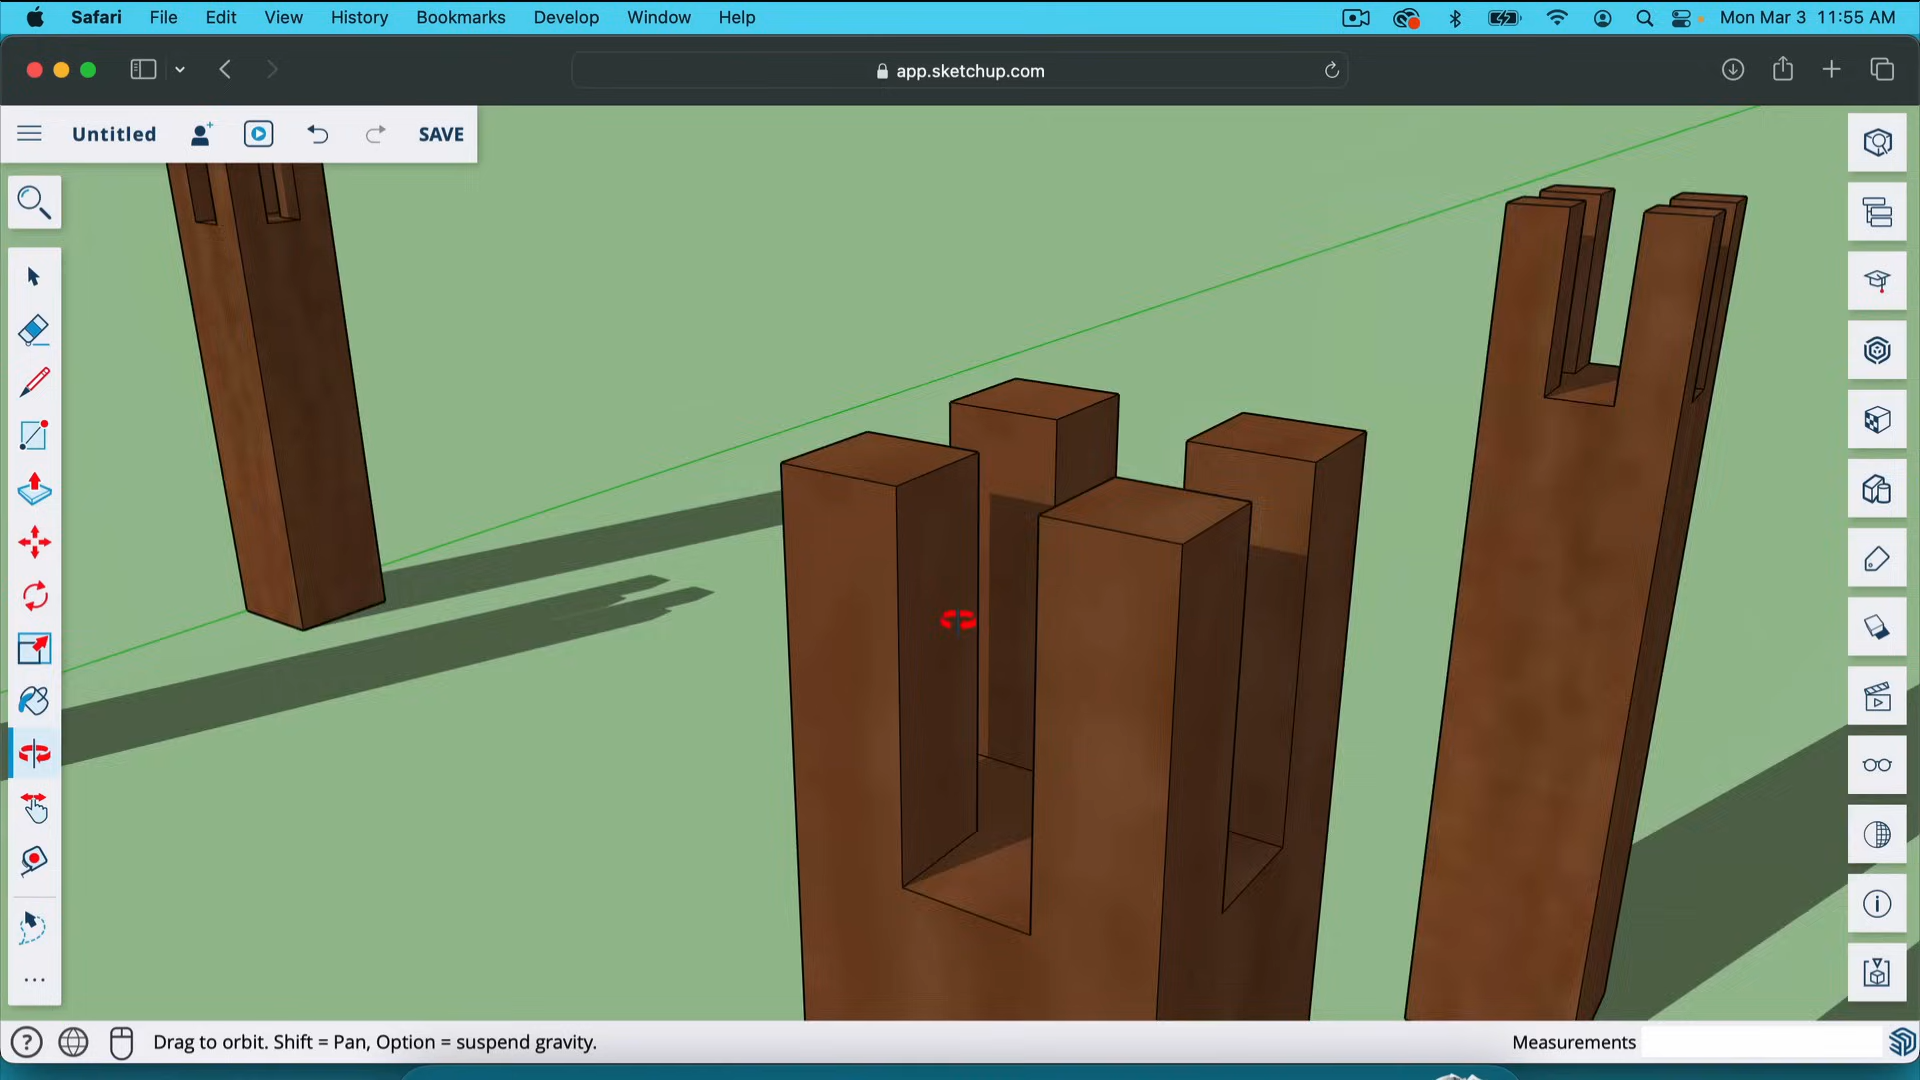 Safari File Edit View History Bookmarks Develop Window Help Mon Mar 3 11:55 AM
app.sketchup.com
Untitled SAVE
Drag to orbit. Shift = Pan, Option = suspend gravity. Measurements